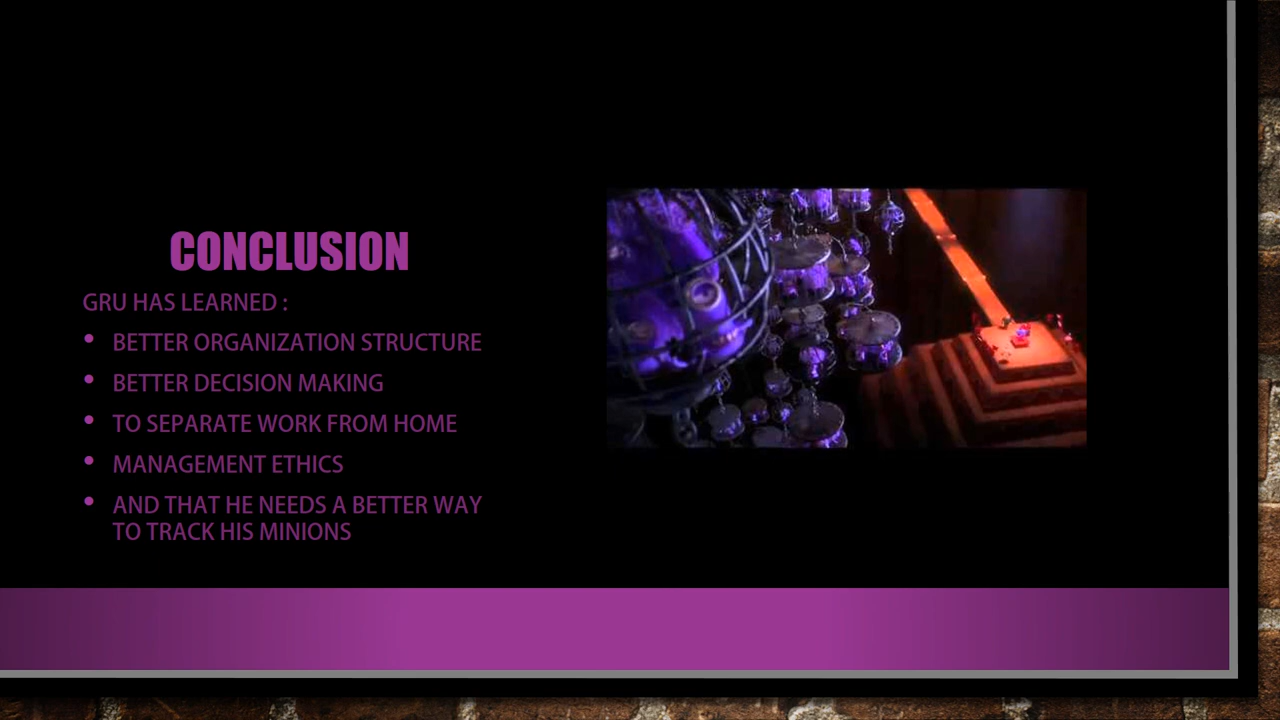 CONCLUSION
GRU HAS LEARNED :
• BETTER ORGANIZATION STRUCTURE
• BETTER DECISION MAKING
• TO SEPARATE WORK FROM HOME
• MANAGEMENT ETHICS
• AND THAT HE NEEDS A BETTER WAY
TO TRACK HIS MINIONS